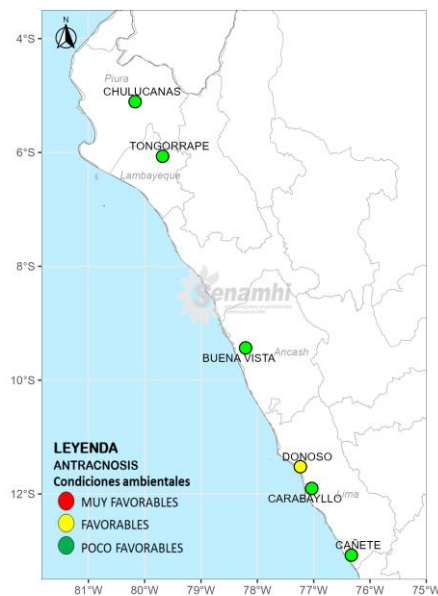 N
4°S
Piura
CHULUCANAS
TONGORRAPE
6°S
Lambayeque
8°S
Senamhi
BUENA VISTA
Ancash
10°S
LEYENDA
ANTRACNOSIS
Condiciones ambientales
MUY FAVORABLES
FAVORABLES
POCO FAVORABLES
DONOSO
12°S
CARABAYLLO
Lima
CAÑETE
81°W 80°W 79°W 78°W 77°W 76°W 75°W